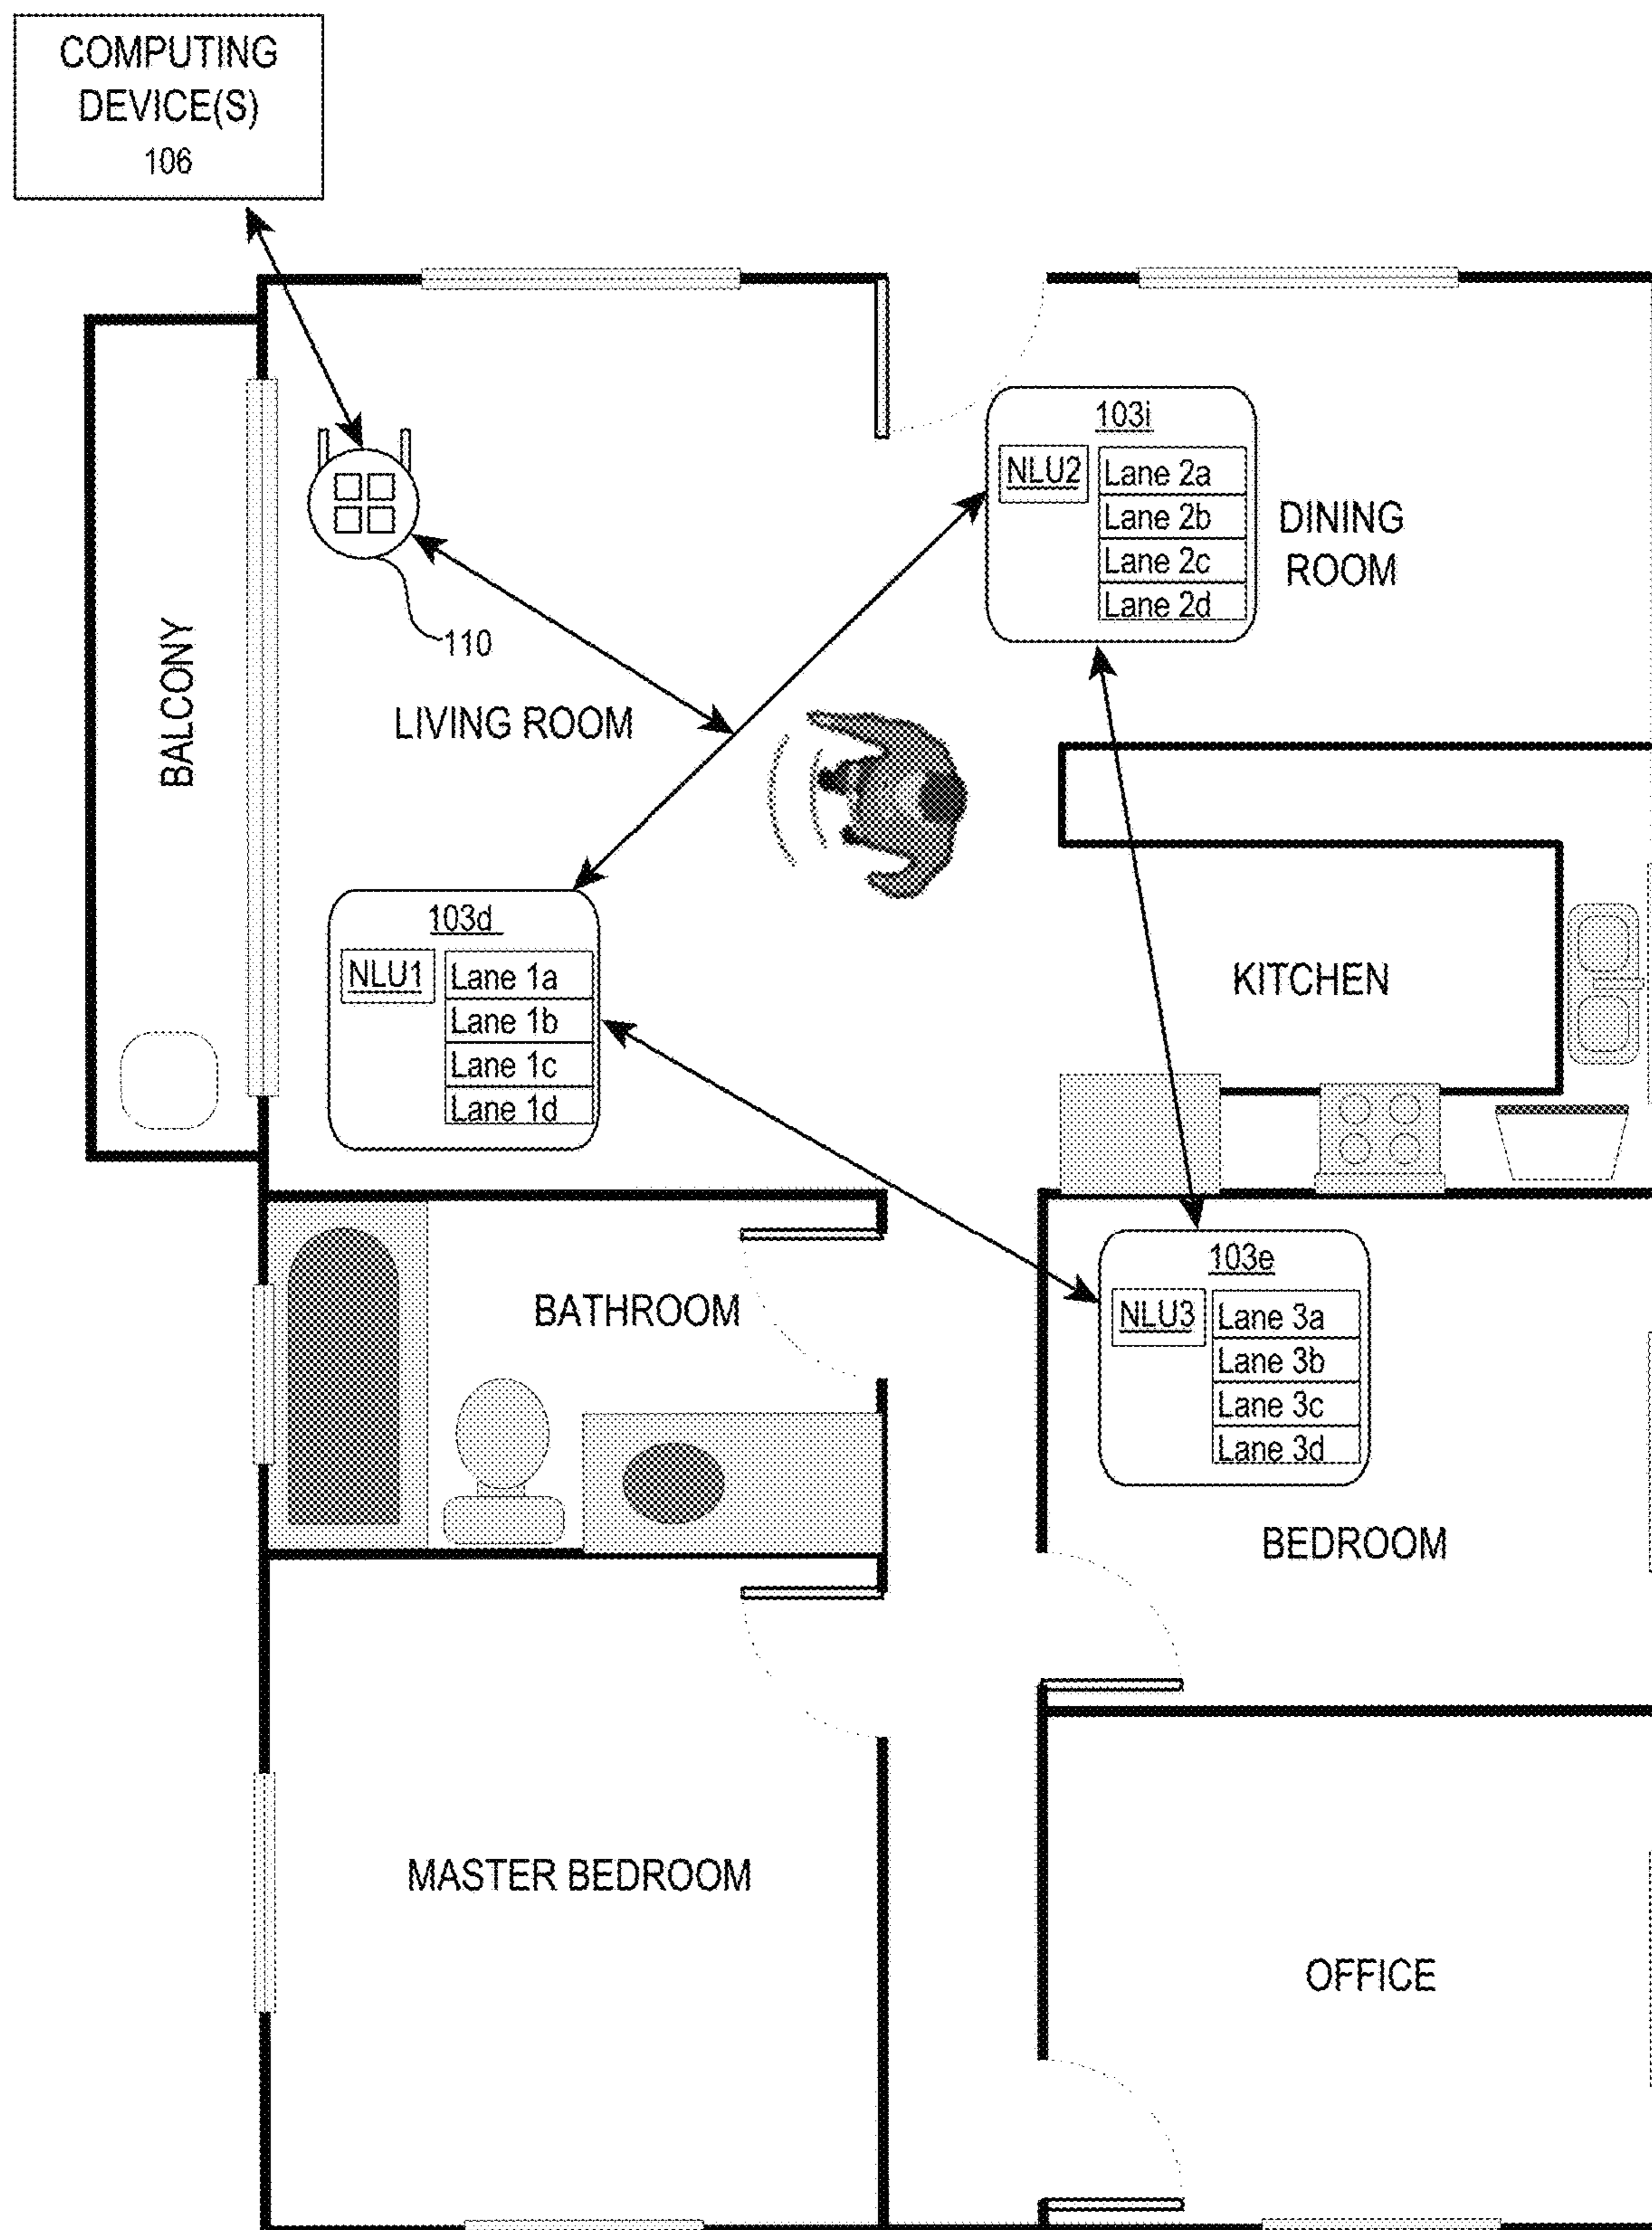 COMPUTING
DEVICE(S)
106
103i
NLU2
Lane 2a
Lane 2b
Lane 2c
Lane 2d
DINING
ROOM
110
BALCONY
LIVING ROOM
103d
NLU1
Lane 1a
Lane 1b
Lane 1c
Lane 1d
KITCHEN
103e
NLU3
Lane 3a
Lane 3b
Lane 3c
Lane 3d
BATHROOM
BEDROOM
MASTER BEDROOM
OFFICE